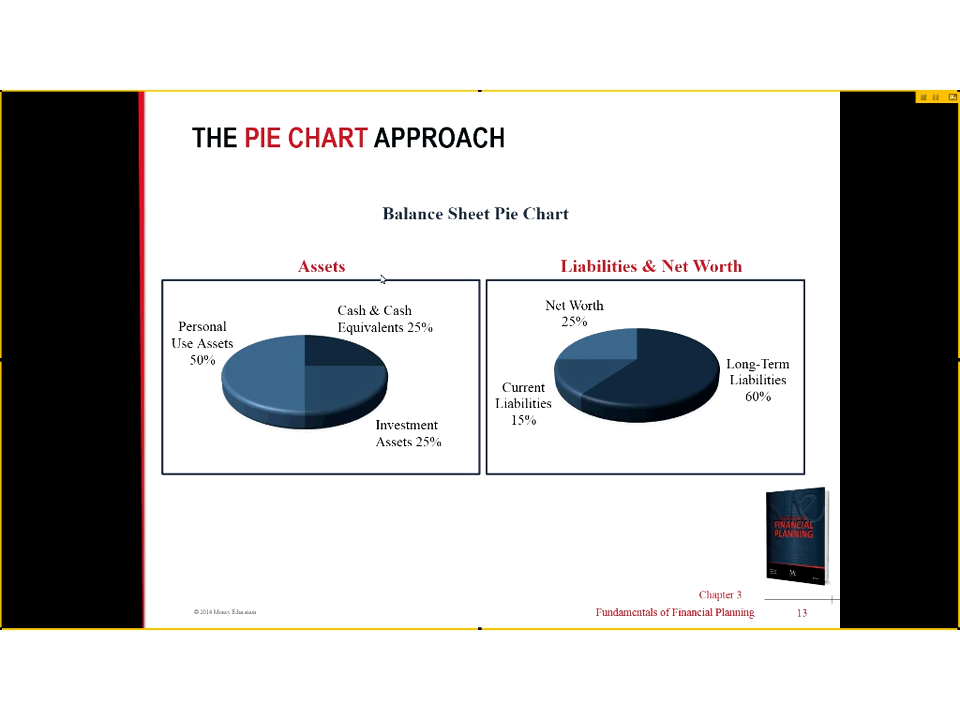 THE PIE CHART APPROACH
Balance Sheet Pie Chart
Assets
Cash & Cash
Equivalents 25%
Personal
Use Assets
50%
Investment
Assets 25%
Liabilities & Net Worth
Net Worth
25%
Long-Term
Liabilities
60%
Current
Liabilities
15%
FINANCIAL
PLANNING
Chapter 3
© 2014 Money Education
Fundamentals of Financial Planning
13